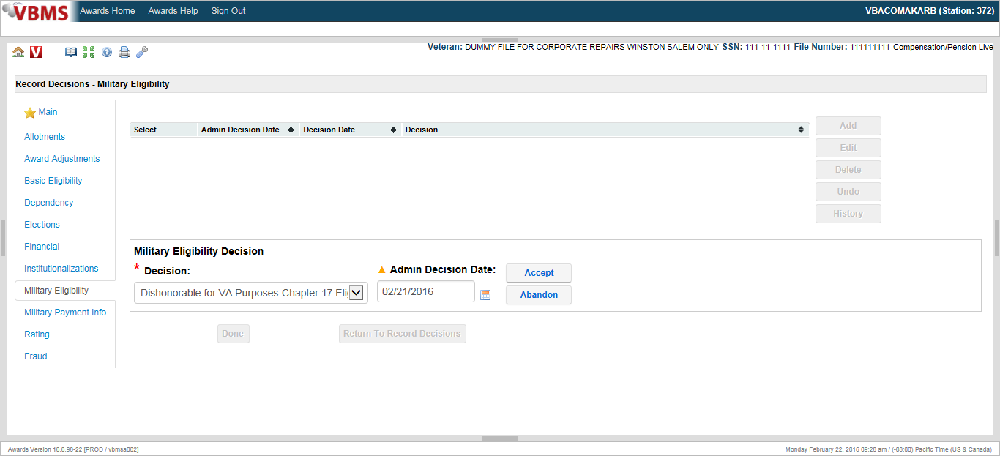 VBMS Awards Home Awards Help Sign Out VBACOMAKARB (Station: 372)
Veteran: DUMMY FILE FOR CORPORATE REPAIRS WINSTON SALEM ONLY SSN: 111-11-1111 File Number: 111111111 Compensation/Pension Live
Record Decisions - Military Eligibility
Main
Allotments
Award Adjustments
Basic Eligibility
Dependency
Elections
Financial
Institutionalizations
Military Eligibility
Military Payment Info
Rating
Fraud
Select Admin Decision Date Decision Date Decision
Add
Edit
Delete
Undo
History
Military Eligibility Decision
* Decision: Admin Decision Date:
Dishonorable for VA Purposes-Chapter 17 Eli 02/21/2016
Accept
Abandon
Done Return To Record Decisions
Awards Version 10.0.98-22 [PROD / vbmsa002] Monday February 22, 2016 09:28 am / (-08:00) Pacific Time (US & Canada)